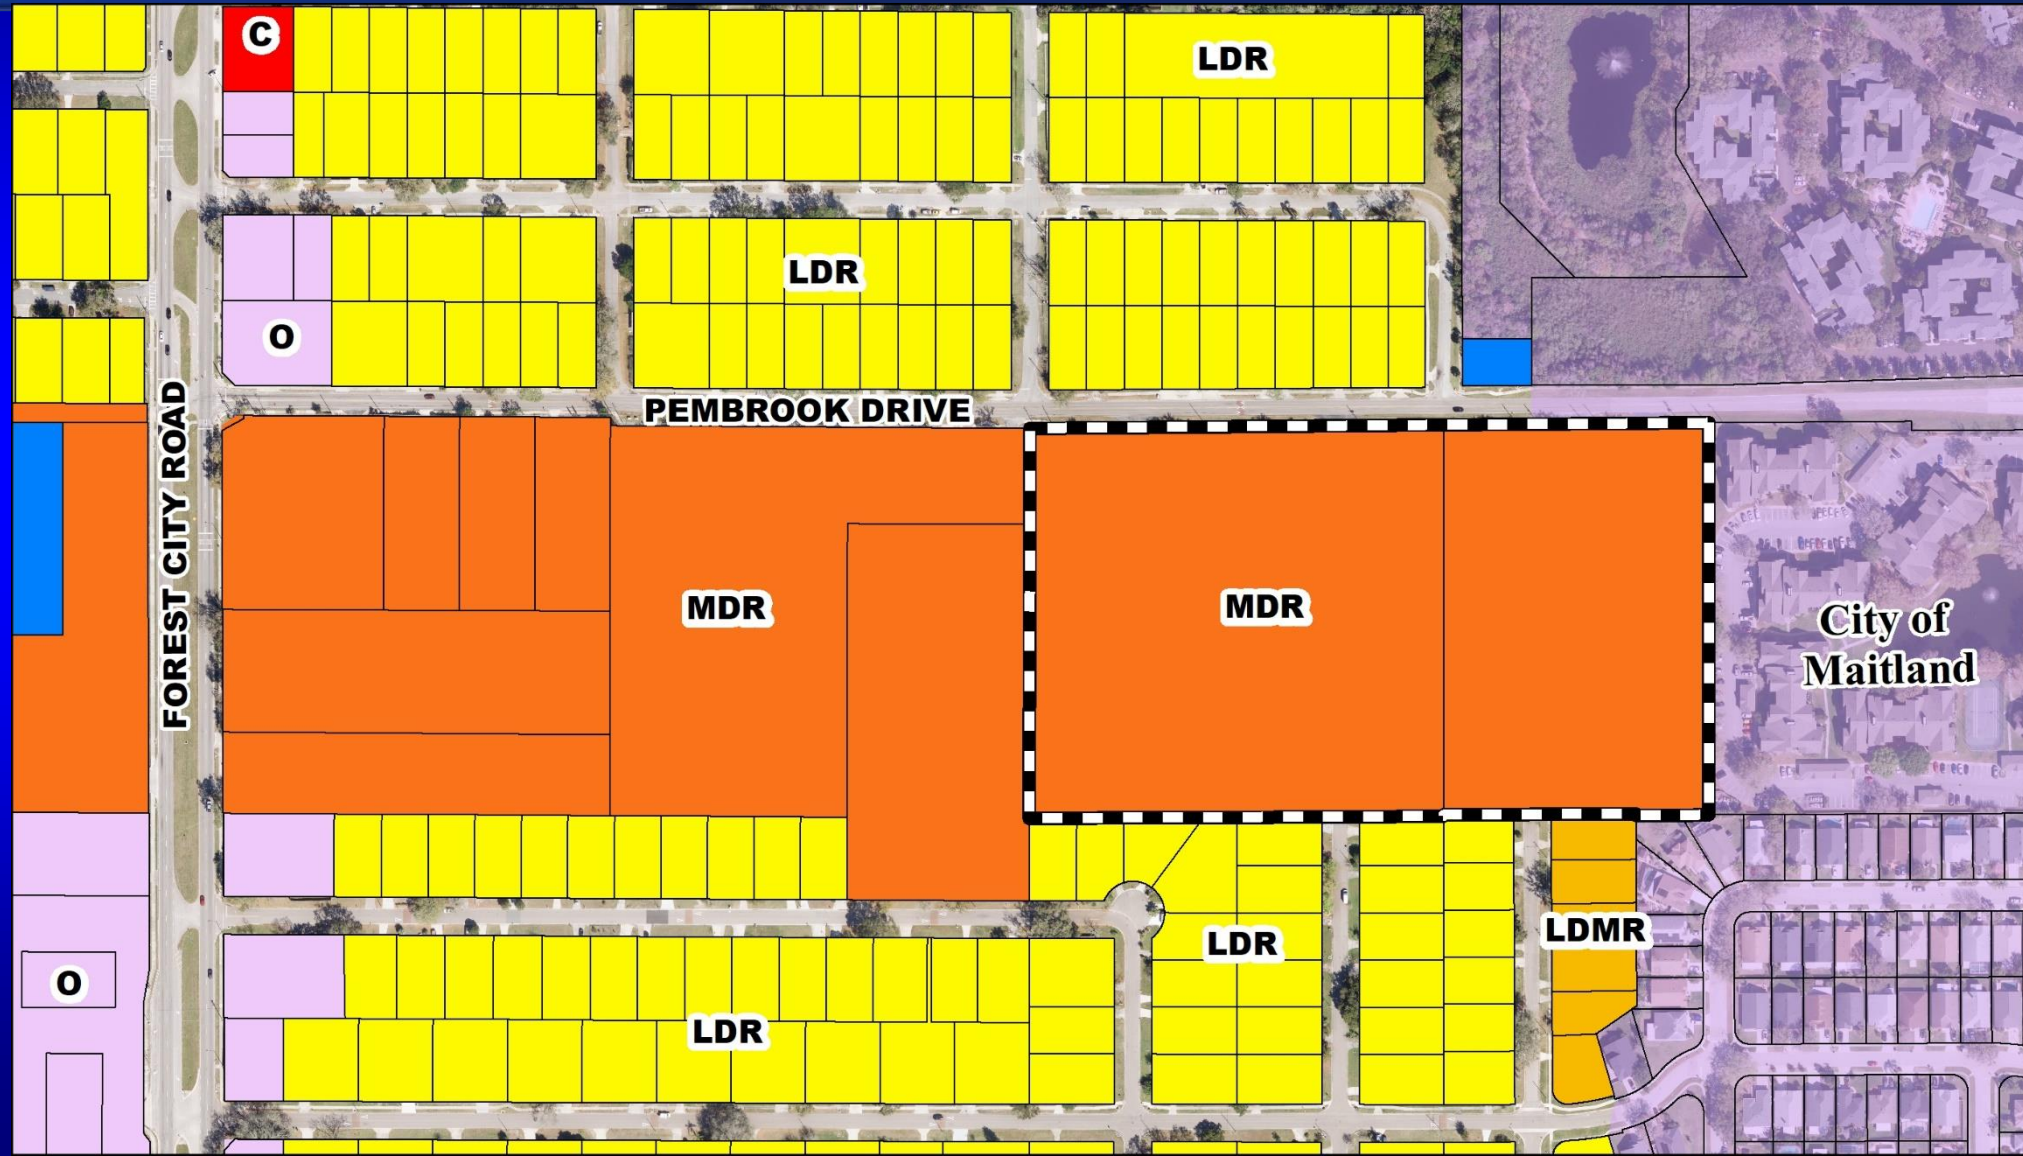 C
LDR
LDR
O
PEMBROOK DRIVE
FOREST CITY ROAD
MDR
MDR
City of
Maitland
LDR
LDMR
O
LDR